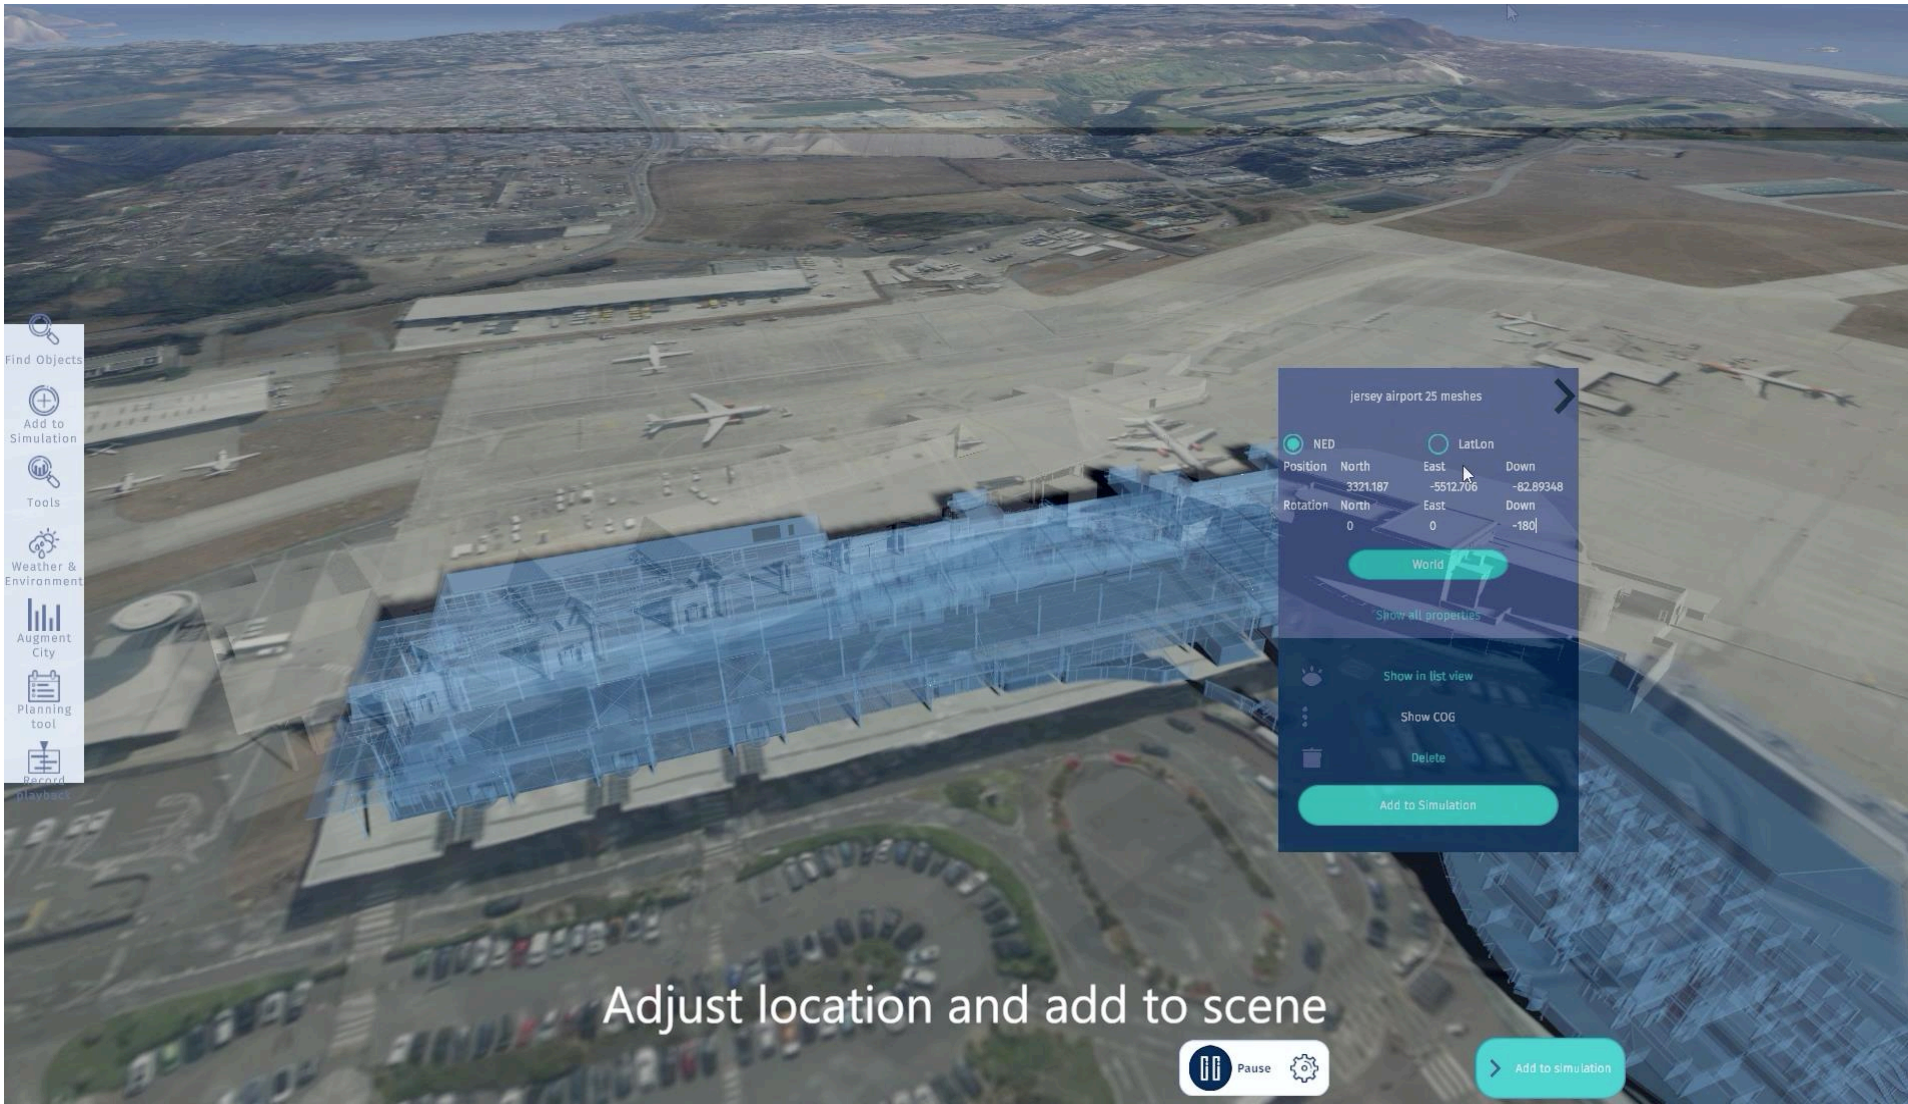 Find Objects
Add to
Simulation
Tools
Weather &
Environment
Augment
City
Planning
tool
Record
playback
jersey airport 25 meshes
NED LatLon
Position North East Down
3321.187 -5512.706 -82.89348
Rotation North East Down
0 0 -180
World
Show all properties
Show in list view
Show COG
Delete
Add to Simulation
Adjust location and add to scene
Pause
Add to simulation